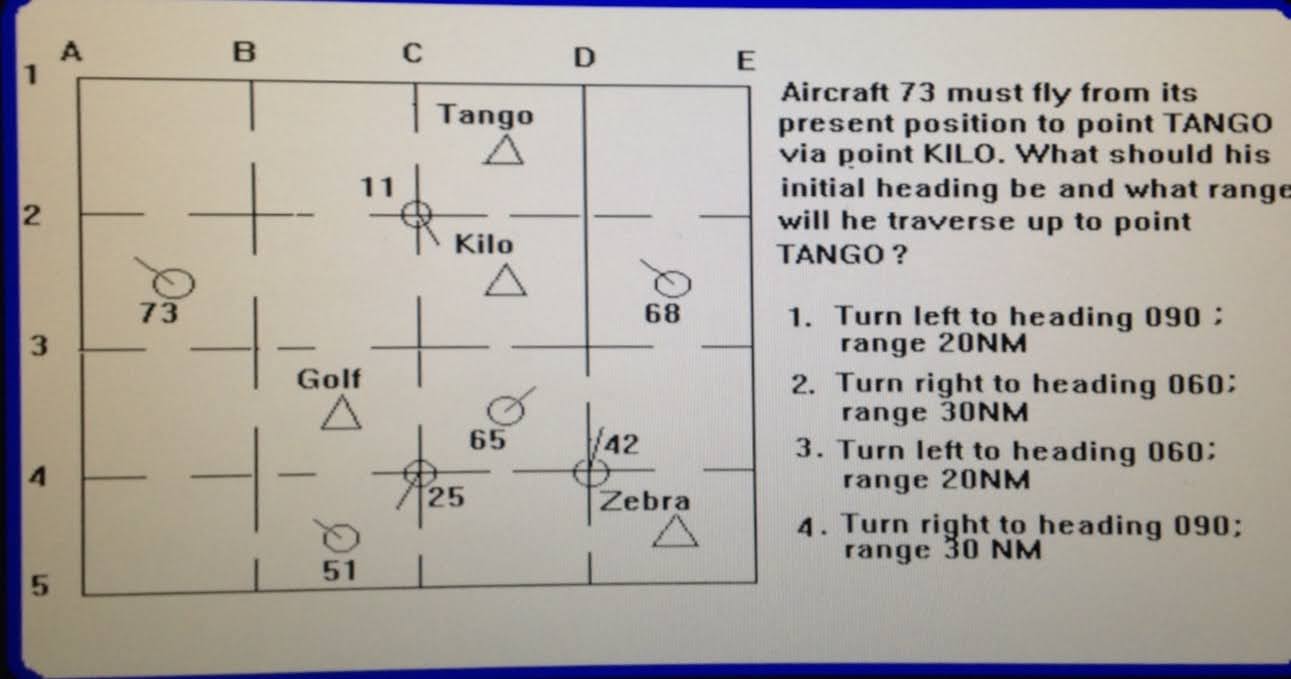 A B C D E
1
Tango
11
2
Kilo
73
68
3
Golf
65
42
4
25
Zebra
51
5
Aircraft 73 must fly from its
present position to point TANGO
via point KILO. What should his
initial heading be and what range
will he traverse up to point
TANGO ?
1. Turn left to heading 090 ;
range 20NM
2. Turn right to heading 060;
range 30NM
3. Turn left to heading 060;
range 20NM
4. Turn right to heading 090;
range 30 NM